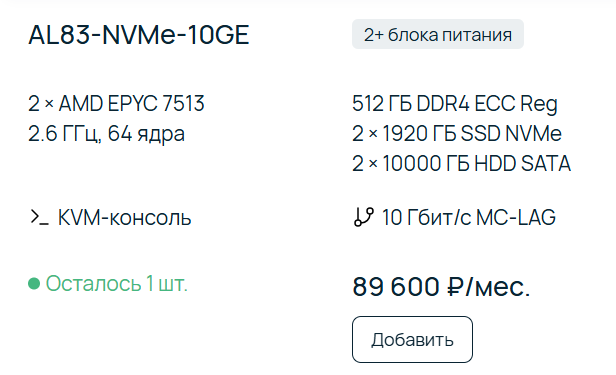 AL83-NVMe-10GE
2+ блока питания
2 × AMD EPYC 7513
2.6 ГГц, 64 ядра
512 ГБ DDR4 ECC Reg
2 × 1920 ГБ SSD NVMe
2 × 10000 ГБ HDD SATA
KVM-консоль
10 Гбит/с MC-LAG
Осталось 1 шт.
89 600 ₽/мес.
Добавить